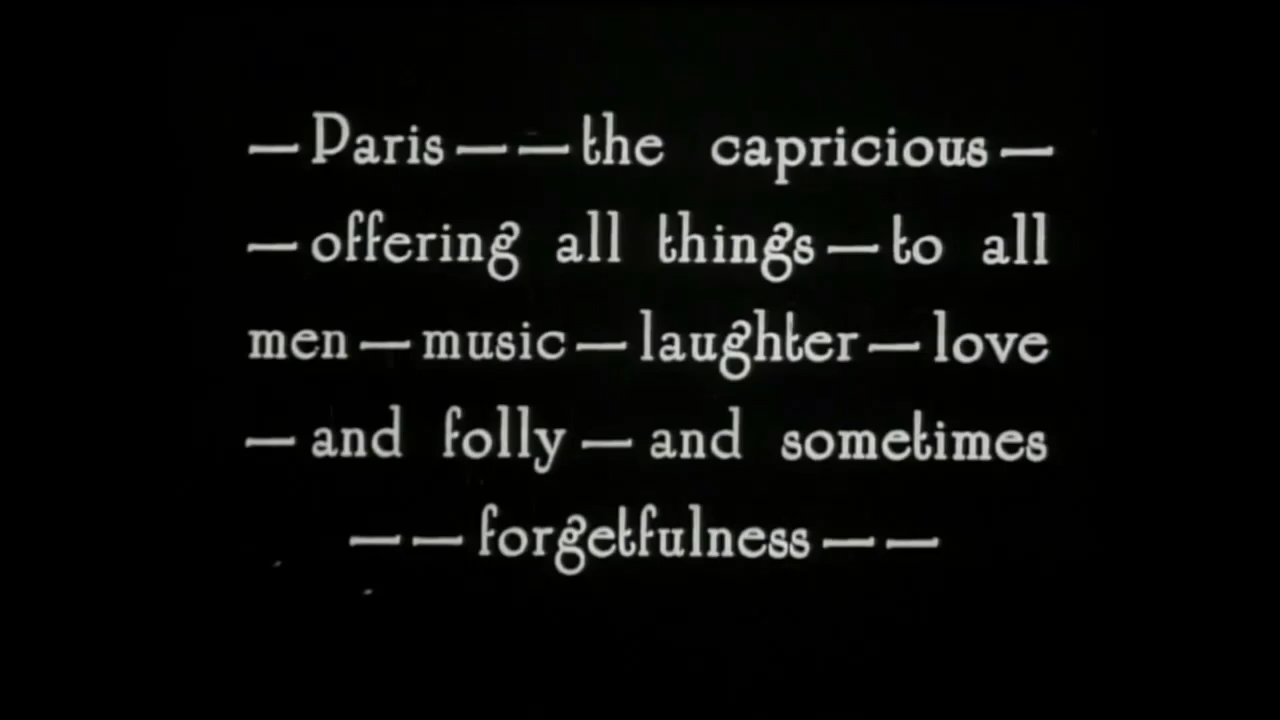 —Paris——the capricious—
—offering all things—to all
men—music—laughter—love
—and folly—and sometimes
——forgetfulness——